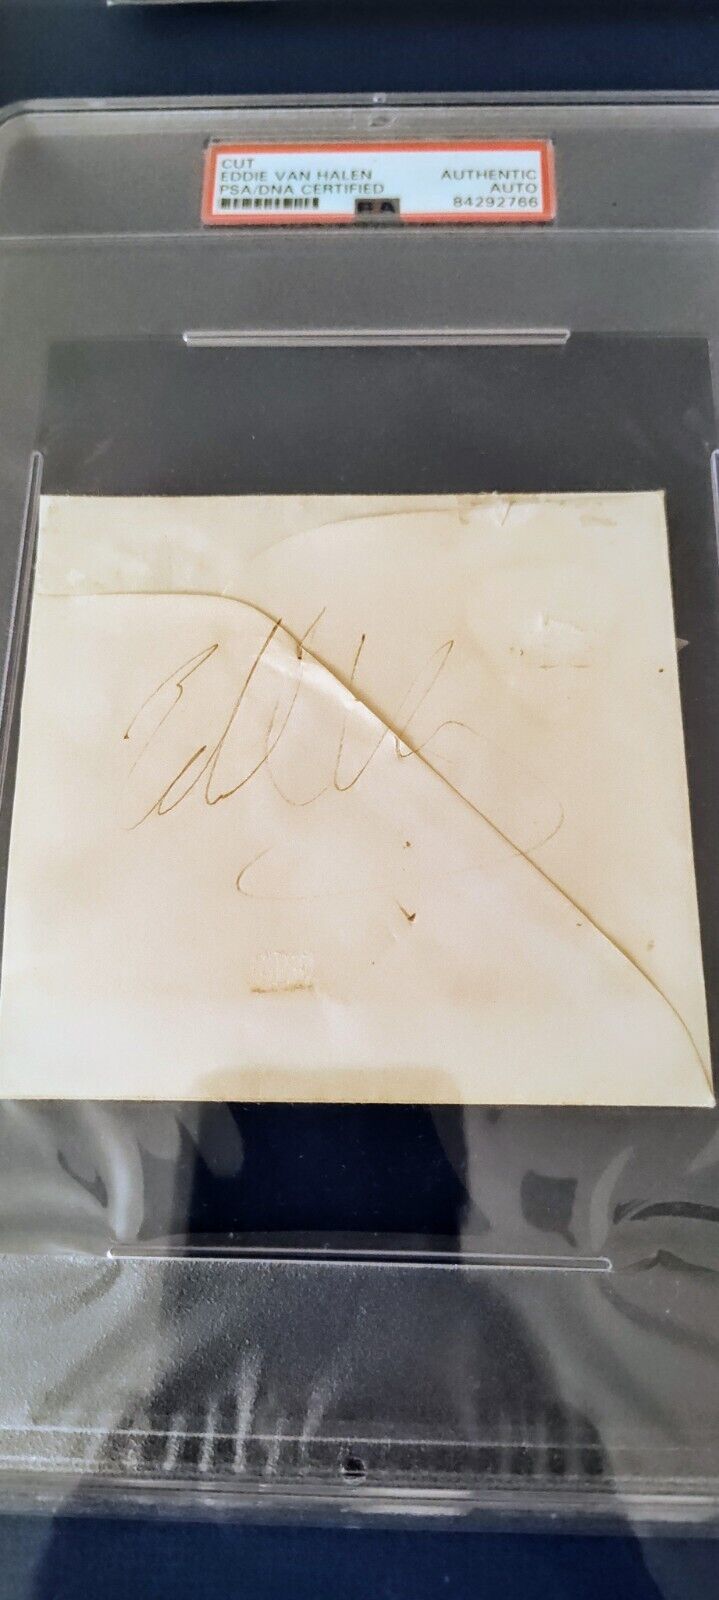 CUT
EDDIE VAN HALEN AUTHENTIC
PSA/DNA CERTIFIED AUTO
84292766